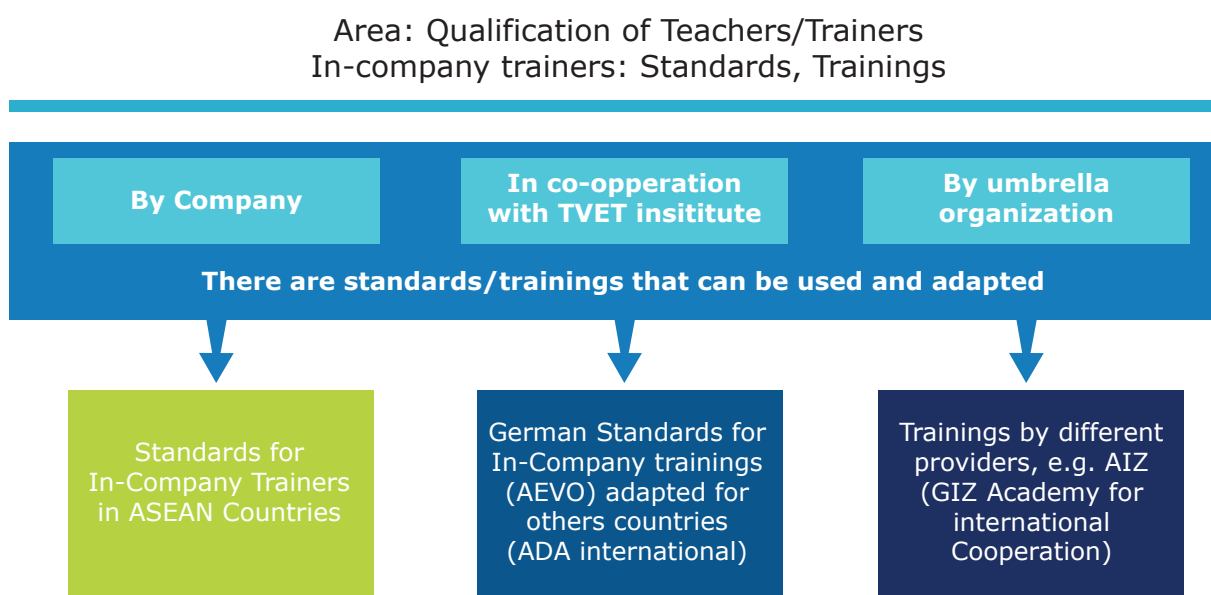 Area: Qualification of Teachers/Trainers
In-company trainers: Standards, Trainings
By Company
In co-opperation
with TVET insititute
By umbrella
organization
There are standards/trainings that can be used and adapted
Standards for
In-Company Trainers
in ASEAN Countries
German Standards for
In-Company trainings
(AEVO) adapted for
others countries
(ADA international)
Trainings by different
providers, e.g. AIZ
(GIZ Academy for
international
Cooperation)